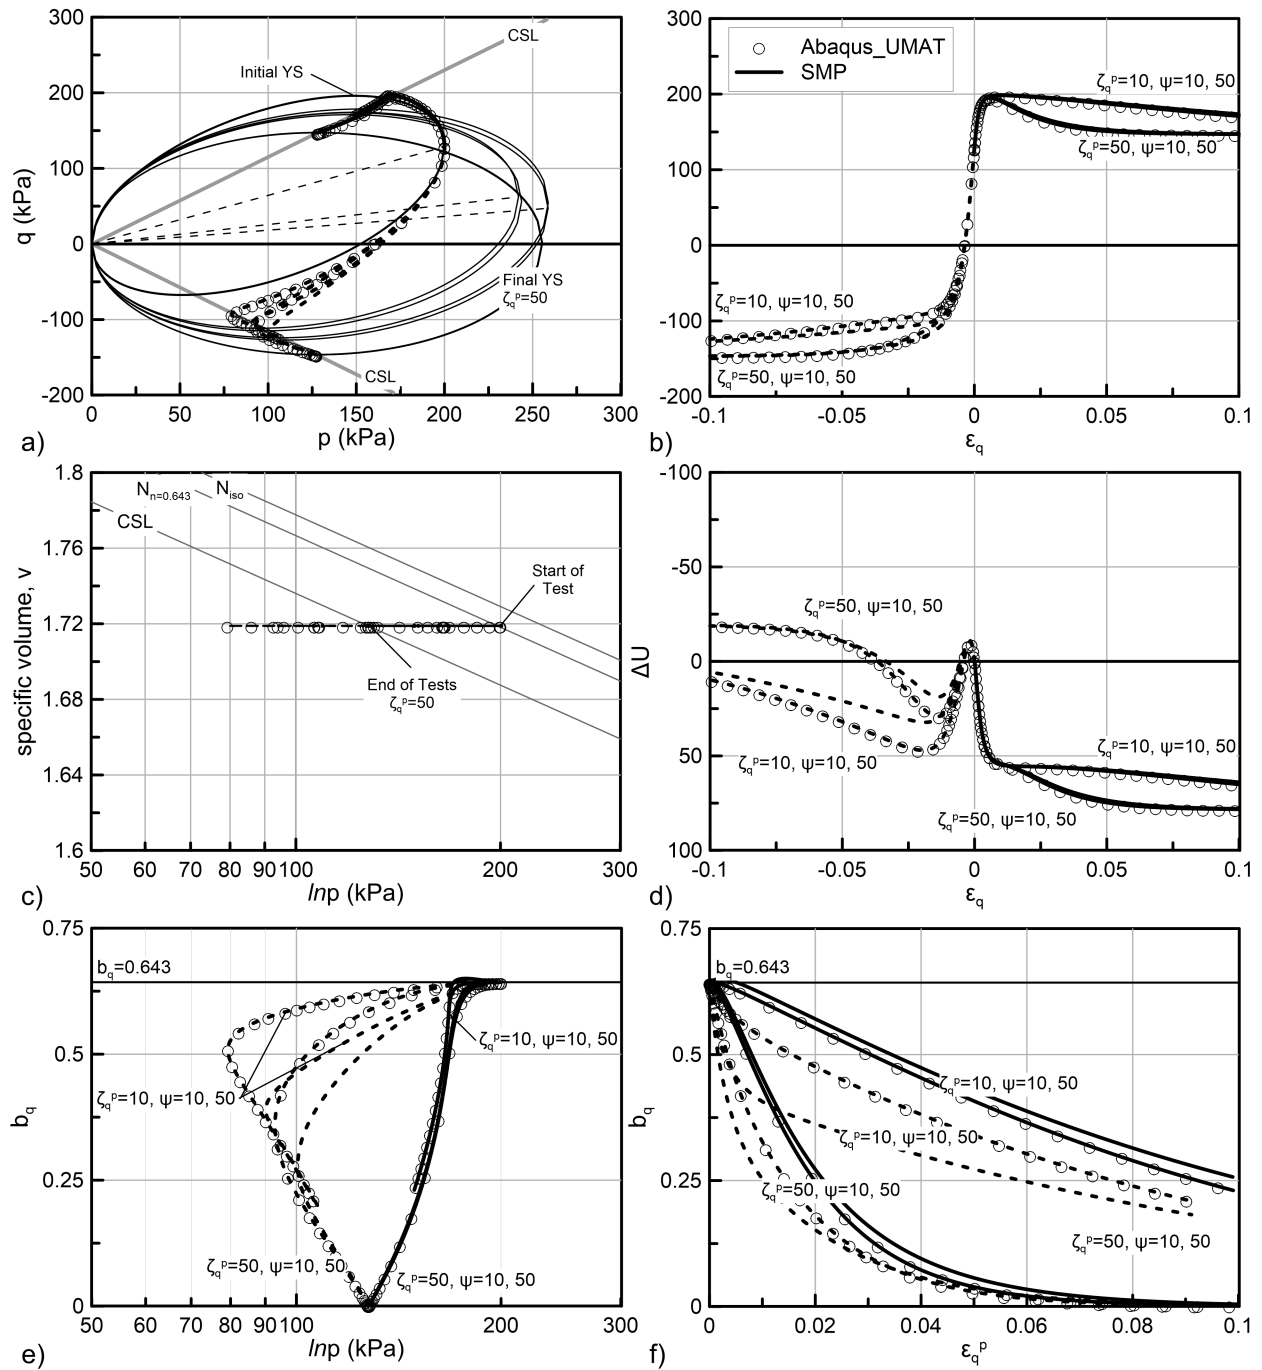 300
200
100
0
-100
-200
q (kPa)
CSL
Initial YS
Final YS
ζqᵖ=50
CSL
0 50 100 150 200 250 300
p (kPa)
a)
300
200
100
0
-100
-200
Abaqus_UMAT
SMP
ζqᵖ=10, ψ=10, 50
ζqᵖ=50, ψ=10, 50
ζqᵖ=10, ψ=10, 50
ζqᵖ=50, ψ=10, 50
-0.1 -0.05 0 0.05 0.1
εq
b)
1.8
1.76
1.72
1.68
1.64
1.6
specific volume, v
Nn=0.643
Niso
CSL
Start of
Test
End of Tests
ζqᵖ=50
50 60 70 80 90 100 200 300
lnp (kPa)
c)
-100
-50
0
50
100
ΔU
ζqᵖ=50, ψ=10, 50
ζqᵖ=10, ψ=10, 50
ζqᵖ=10, ψ=10, 50
ζqᵖ=50, ψ=10, 50
-0.1 -0.05 0 0.05 0.1
εq
d)
0.75
0.5
0.25
0
bq
bq=0.643
ζqᵖ=10, ψ=10, 50
ζqᵖ=10, ψ=10, 50
ζqᵖ=50, ψ=10, 50
ζqᵖ=50, ψ=10, 50
50 60 70 80 90 100 200 300
lnp (kPa)
e)
0.75
0.5
0.25
0
bq
bq=0.643
ζqᵖ=10, ψ=10, 50
ζqᵖ=10, ψ=10, 50
ζqᵖ=50, ψ=10, 50
ζqᵖ=50, ψ=10, 50
0 0.02 0.04 0.06 0.08 0.1
εqᵖ
f)